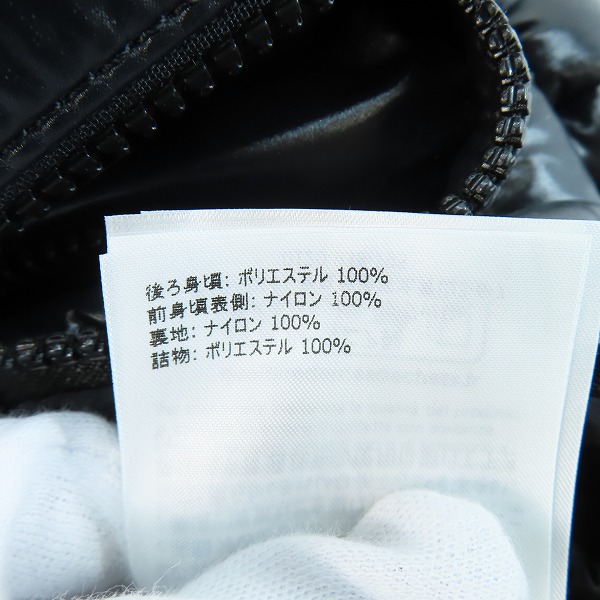 後ろ身頃: ポリエステル 100%
前身頃表側: ナイロン 100%
裏地: ナイロン 100%
詰物: ポリエステル 100%